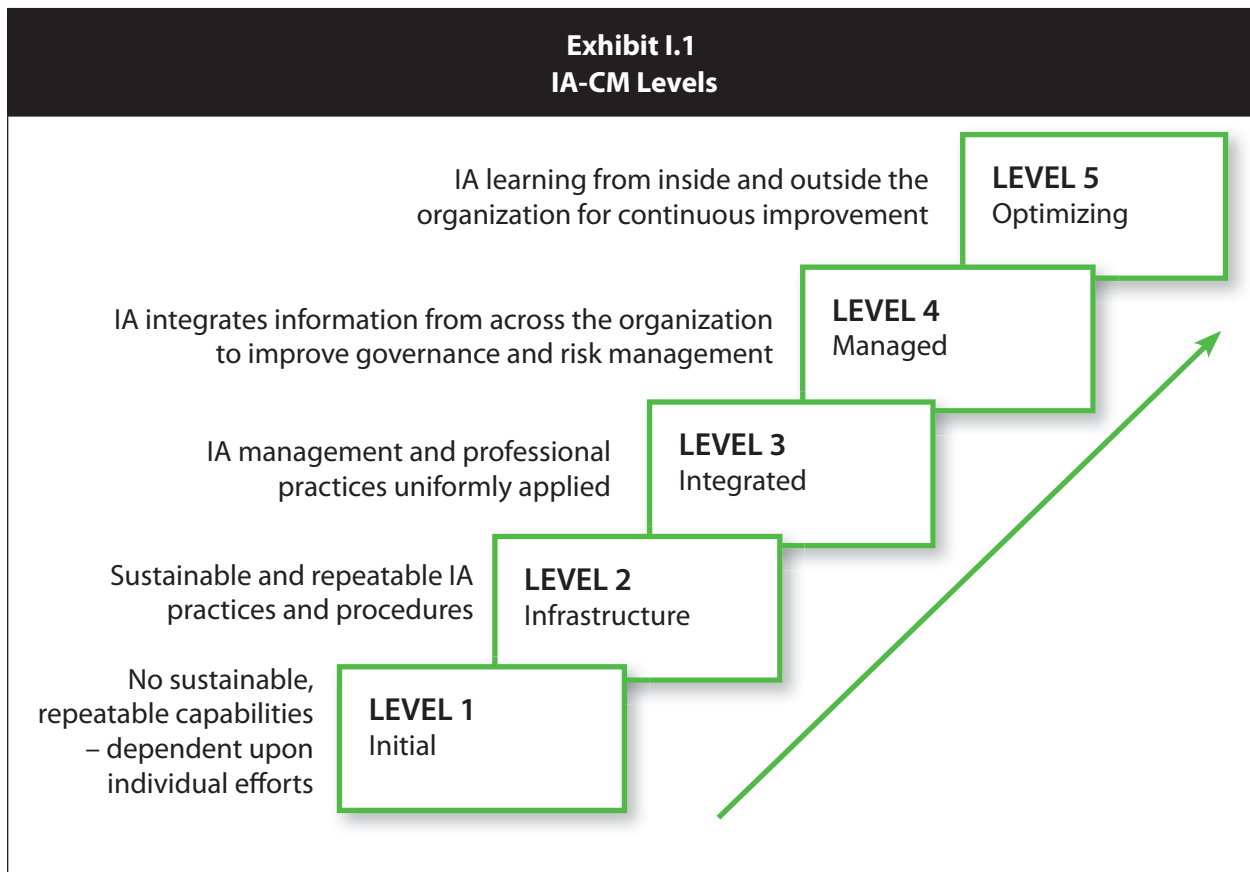 Exhibit I.1
IA-CM Levels
IA learning from inside and outside the
organization for continuous improvement
LEVEL 5
Optimizing
IA integrates information from across the organization
to improve governance and risk management
LEVEL 4
Managed
IA management and professional
practices uniformly applied
LEVEL 3
Integrated
Sustainable and repeatable IA
practices and procedures
LEVEL 2
Infrastructure
No sustainable,
repeatable capabilities
– dependent upon
individual efforts
LEVEL 1
Initial